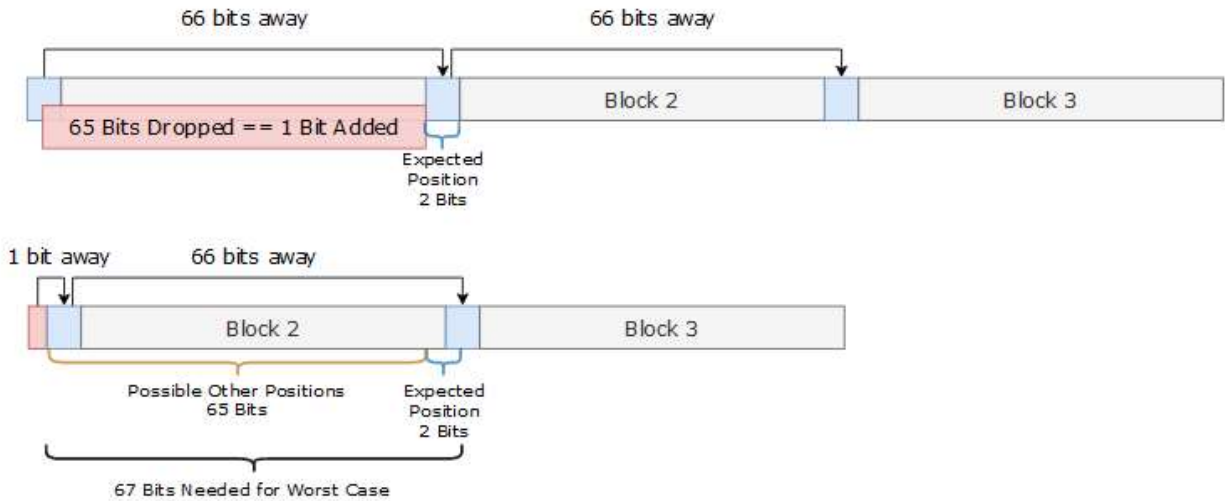 66 bits away
66 bits away
Block 2
Block 3
65 Bits Dropped == 1 Bit Added
Expected
Position
2 Bits
1 bit away
66 bits away
Block 2
Block 3
Possible Other Positions
65 Bits
Expected
Position
2 Bits
67 Bits Needed for Worst Case